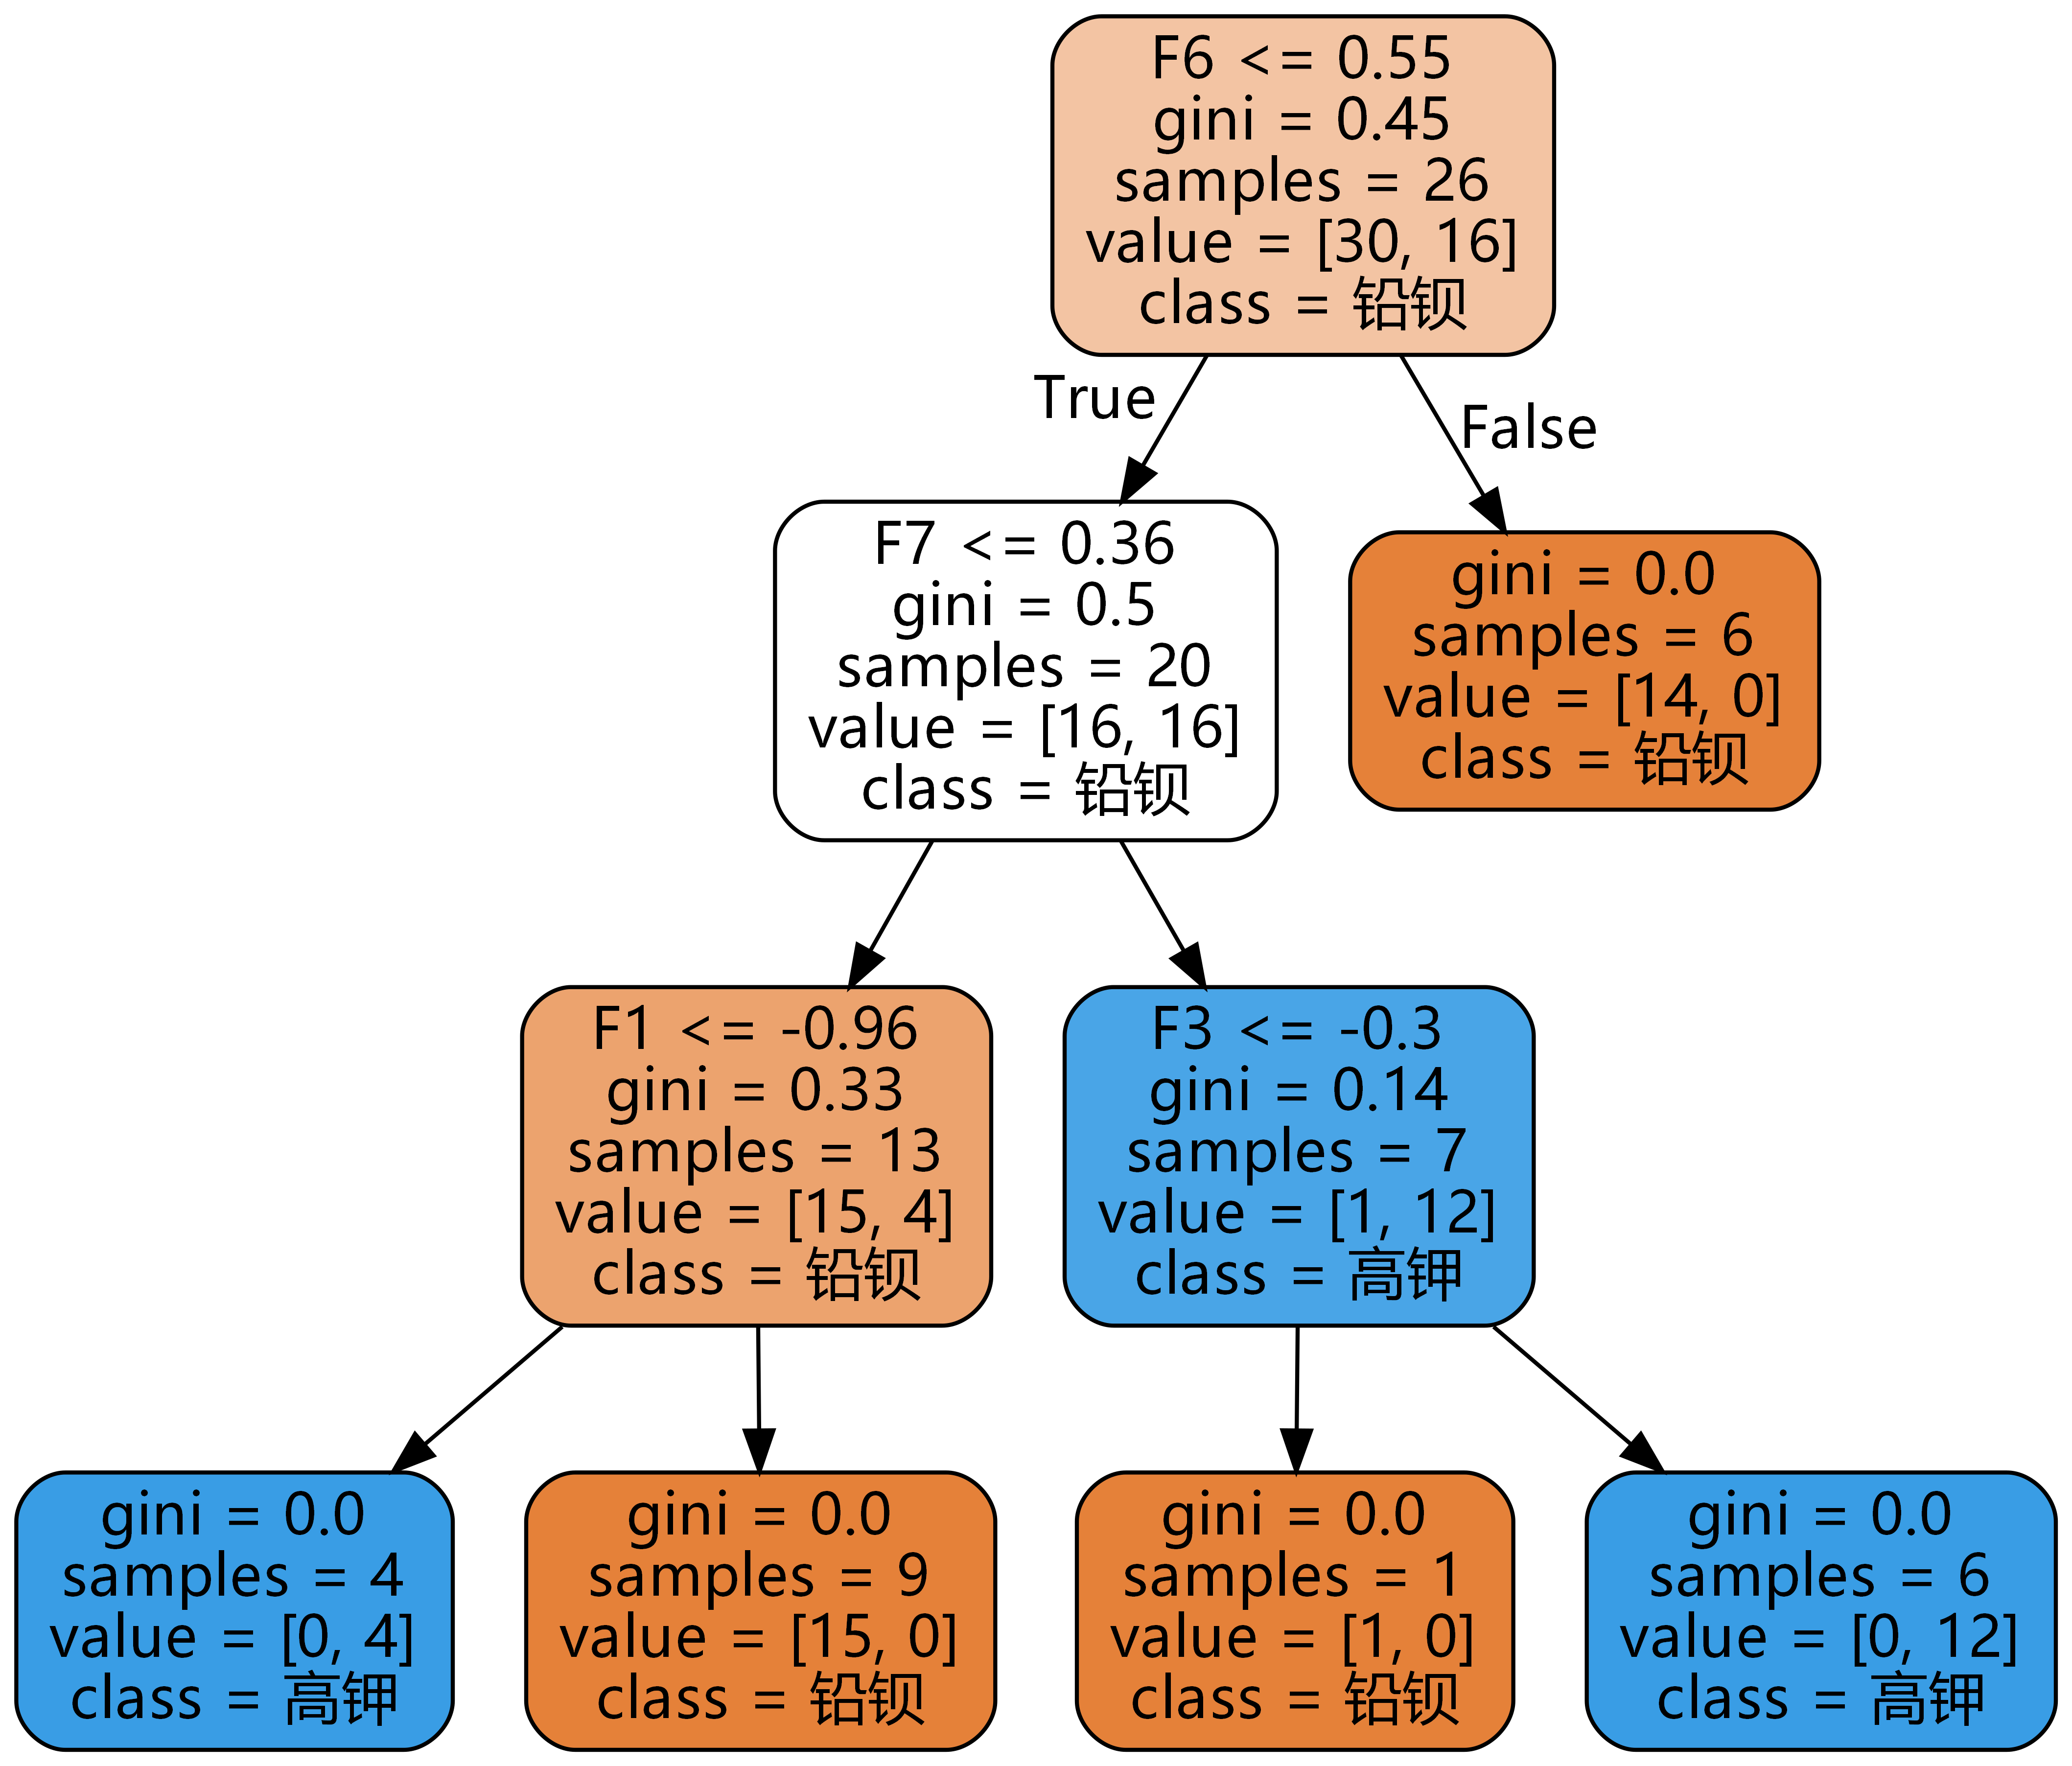 F6 <= 0.55
gini = 0.45
samples = 26
value = [30, 16]
class = 铅钡
True
False
F7 <= 0.36
gini = 0.5
samples = 20
value = [16, 16]
class = 铅钡
gini = 0.0
samples = 6
value = [14, 0]
class = 铅钡
F1 <= -0.96
gini = 0.33
samples = 13
value = [15, 4]
class = 铅钡
F3 <= -0.3
gini = 0.14
samples = 7
value = [1, 12]
class = 高钾
gini = 0.0
samples = 4
value = [0, 4]
class = 高钾
gini = 0.0
samples = 9
value = [15, 0]
class = 铅钡
gini = 0.0
samples = 1
value = [1, 0]
class = 铅钡
gini = 0.0
samples = 6
value = [0, 12]
class = 高钾